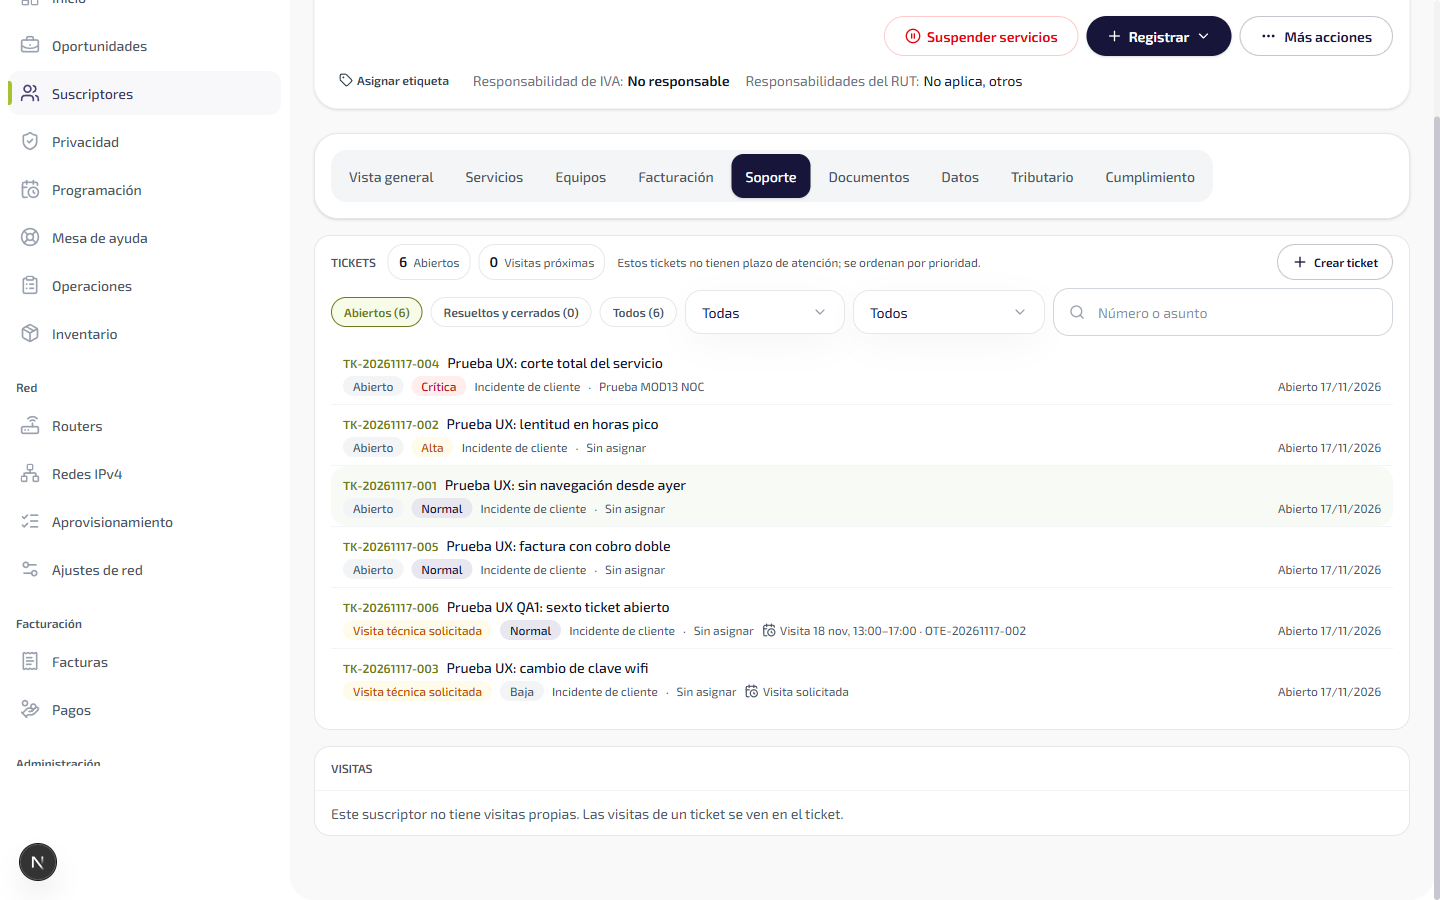 Inicio
Oportunidades
Suscriptores
Privacidad
Programación
Mesa de ayuda
Operaciones
Inventario
Red
Routers
Redes IPv4
Aprovisionamiento
Ajustes de red
Facturación
Facturas
Pagos
Administración
N
Suspender servicios
Registrar
Más acciones
Asignar etiqueta Responsabilidad de IVA: No responsable Responsabilidades del RUT: No aplica, otros
Vista general Servicios Equipos Facturación Soporte Documentos Datos Tributario Cumplimiento
TICKETS 6 Abiertos 0 Visitas próximas Estos tickets no tienen plazo de atención; se ordenan por prioridad. Crear ticket
Abiertos (6) Resueltos y cerrados (0) Todos (6) Todas Todos Número o asunto
TK-20261117-004 Prueba UX: corte total del servicio
Abierto Crítica Incidente de cliente · Prueba MOD13 NOC Abierto 17/11/2026
TK-20261117-002 Prueba UX: lentitud en horas pico
Abierto Alta Incidente de cliente · Sin asignar Abierto 17/11/2026
TK-20261117-001 Prueba UX: sin navegación desde ayer
Abierto Normal Incidente de cliente · Sin asignar Abierto 17/11/2026
TK-20261117-005 Prueba UX: factura con cobro doble
Abierto Normal Incidente de cliente · Sin asignar Abierto 17/11/2026
TK-20261117-006 Prueba UX QA1: sexto ticket abierto
Visita técnica solicitada Normal Incidente de cliente · Sin asignar Visita 18 nov, 13:00–17:00 · OTE-20261117-002 Abierto 17/11/2026
TK-20261117-003 Prueba UX: cambio de clave wifi
Visita técnica solicitada Baja Incidente de cliente · Sin asignar Visita solicitada Abierto 17/11/2026
VISITAS
Este suscriptor no tiene visitas propias. Las visitas de un ticket se ven en el ticket.